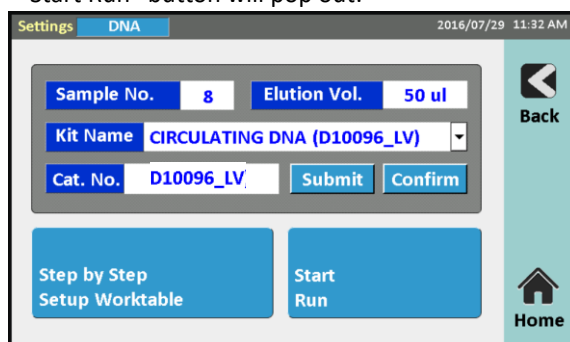 "Start Run" button will pop out.
Settings DNA 2016/07/29 11:32 AM
Sample No. 8 Elution Vol. 50 ul
Back
Kit Name CIRCULATING DNA (D10096_LV)
Cat. No. D10096_LV Submit Confirm
Step by Step Start
Setup Worktable Run
Home